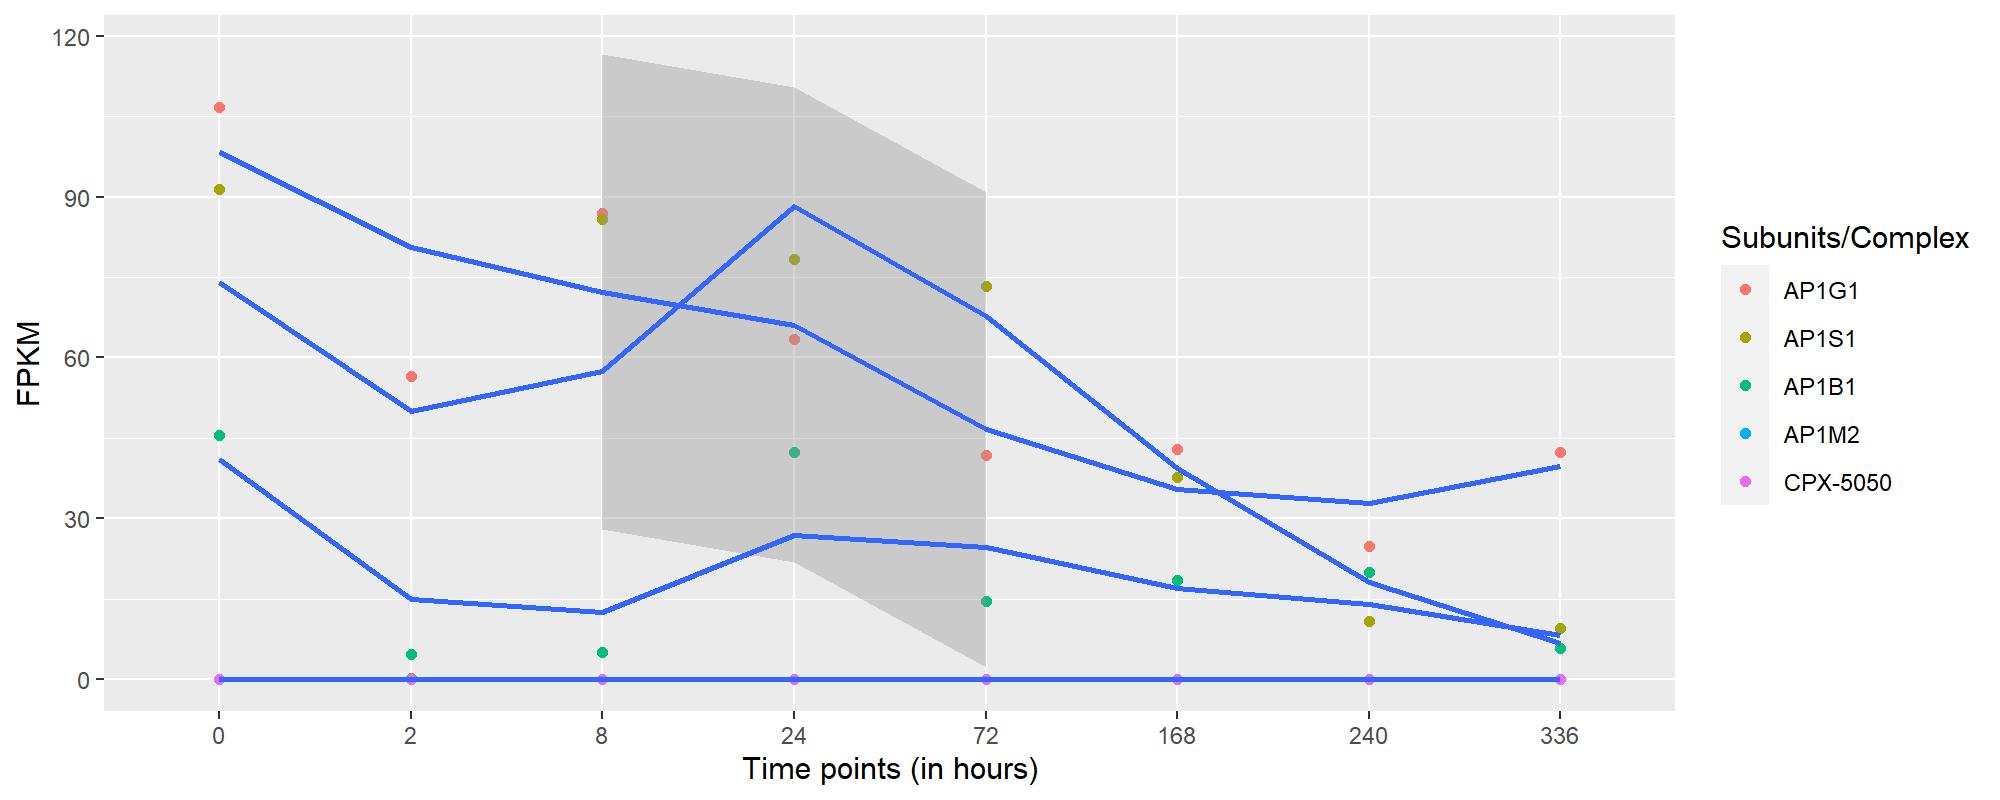 120
90
60
30
0
FPKM
0 2 8 24 72 168 240 336
Time points (in hours)
Subunits/Complex
AP1G1
AP1S1
AP1B1
AP1M2
CPX-5050